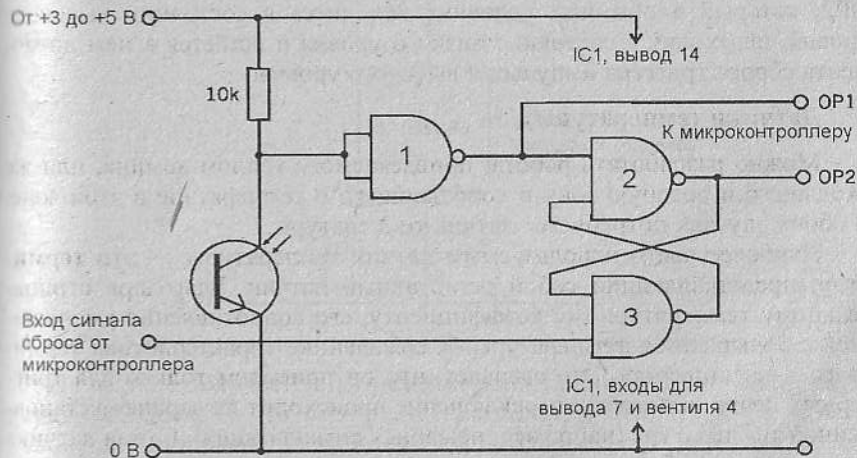 От +3 до +5 В
IC1, вывод 14
10k
1
OP1
К микроконтроллеру
2
OP2
3
Вход сигнала
сброса от
микроконтроллера
IC1, входы для
вывода 7 и вентиля 4
0 В